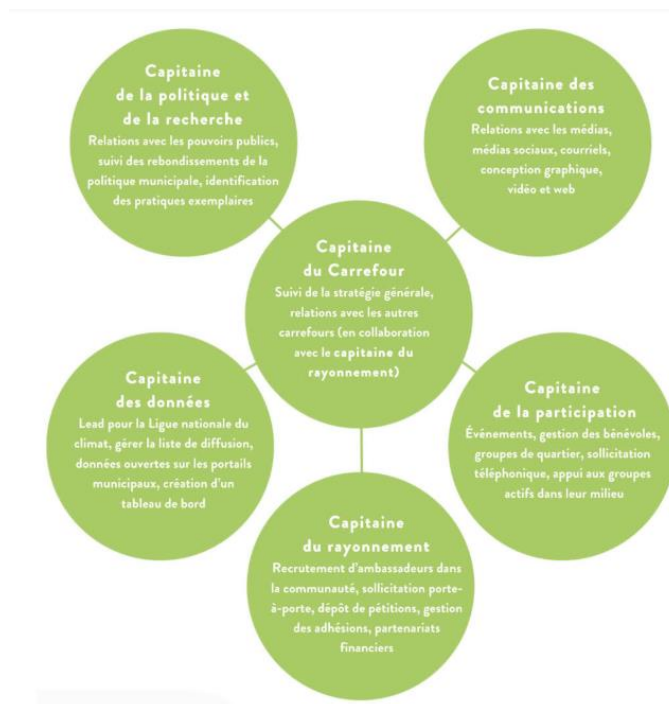 Capitaine
de la politique et
de la recherche
Relations avec les pouvoirs publics,
suivi des rebondissements de la
politique municipale, identification
des pratiques exemplaires
Capitaine des
communications
Relations avec les médias,
médias sociaux, courriels,
conception graphique,
vidéo et web
Capitaine
du Carrefour
Suivi de la stratégie générale,
relations avec les autres
carrefours (en collaboration
avec le capitaine du
rayonnement)
Capitaine
des données
Lead pour la Ligue nationale du
climat, gérer la liste de diffusion,
données ouvertes sur les portails
municipaux, création d'un
tableau de bord
Capitaine
de la participation
Événements, gestion des bénévoles,
groupes de quartier, sollicitation
téléphonique, appui aux groupes
actifs dans leur milieu
Capitaine
du rayonnement
Recrutement d'ambassadeurs dans
la communauté, sollicitation porte-
à-porte, dépôt de pétitions, gestion
des adhésions, partenariats
financiers